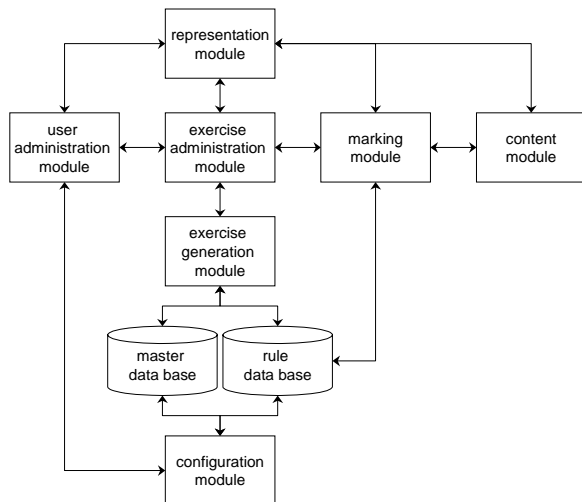 representation
module
user
administration
module
exercise
administration
module
marking
module
content
module
exercise
generation
module
master
data base
rule
data base
configuration
module